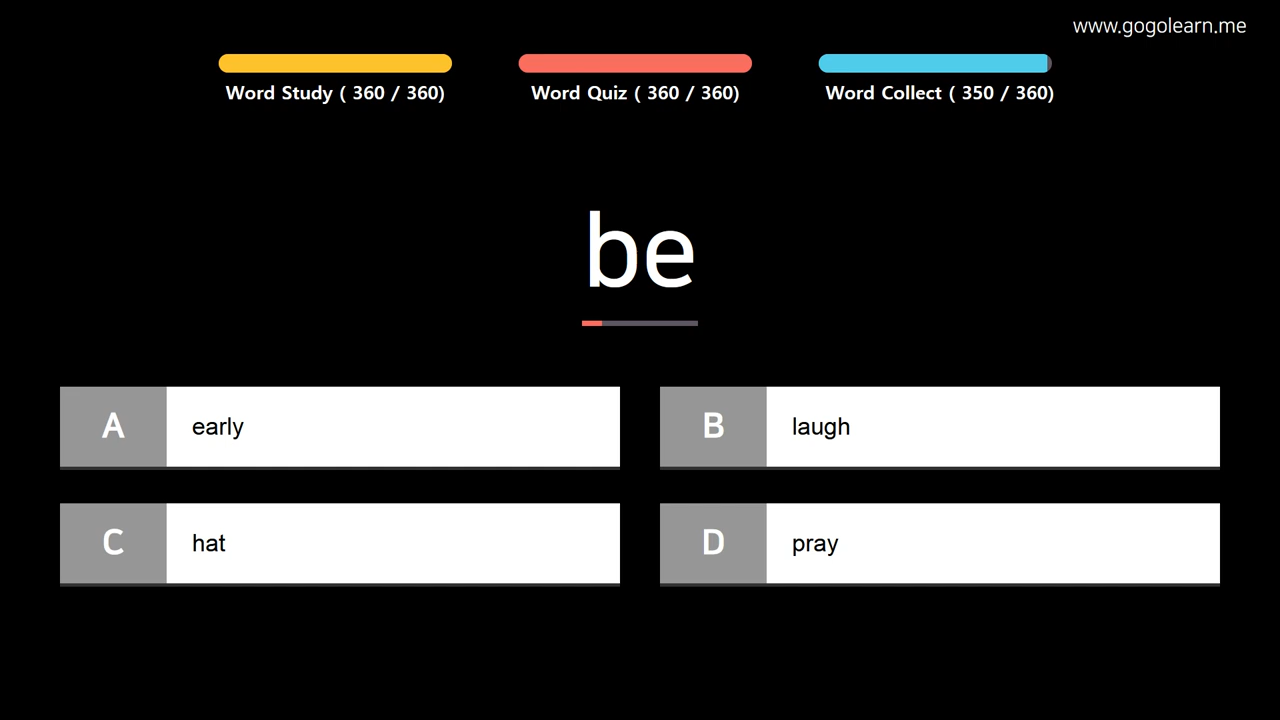 www.gogolearn.me
Word Study ( 360 / 360)
Word Quiz ( 360 / 360)
Word Collect ( 350 / 360)
be
A early
B laugh
C hat
D pray